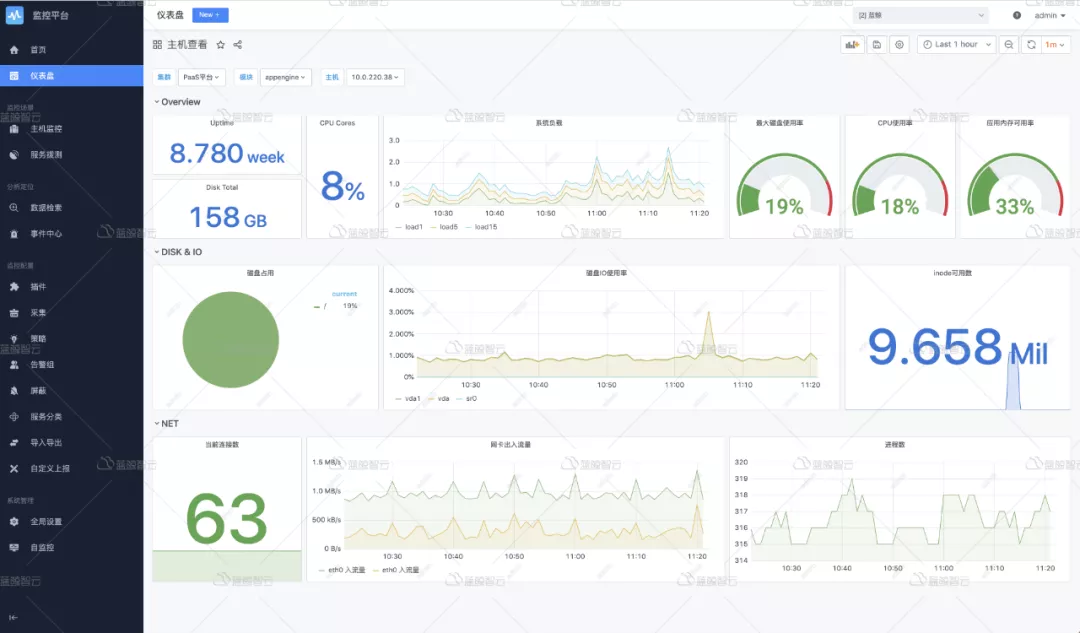 监控平台
仪表盘
New +
[2] 蓝鲸
admin
首页
仪表盘
监控场景
主机监控
服务拨测
分析定位
数据检索
事件中心
监控配置
插件
采集
策略
告警组
屏蔽
服务分类
导入导出
自定义上报
系统管理
全局设置
自监控
主机查看
Last 1 hour
1m
集群
PaaS平台
模块
appengine
主机
10.0.220.38
Overview
Uptime
8.780 week
Disk Total
158 GB
CPU Cores
8%
系统负载
3.0
2.0
1.0
0
10:30 10:40 10:50 11:00 11:10 11:20
load1 load5 load15
最大磁盘使用率
19%
CPU使用率
18%
应用内存可用率
33%
DISK & IO
磁盘占用
current
/ 19%
磁盘IO使用率
4.000%
3.000%
2.000%
1.000%
0%
10:30 10:40 10:50 11:00 11:10 11:20
vda1 vda sr0
inode可用数
9.658 Mil
NET
当前连接数
63
网卡出入流量
1.5 MB/s
1.0 MB/s
500 kB/s
0 B/s
10:30 10:40 10:50 11:00 11:10 11:20
eth0 入流量 eth0 入流量
进程数
320
319
318
317
316
315
314
10:30 10:40 10:50 11:00 11:10 11:20
蓝鲸智云